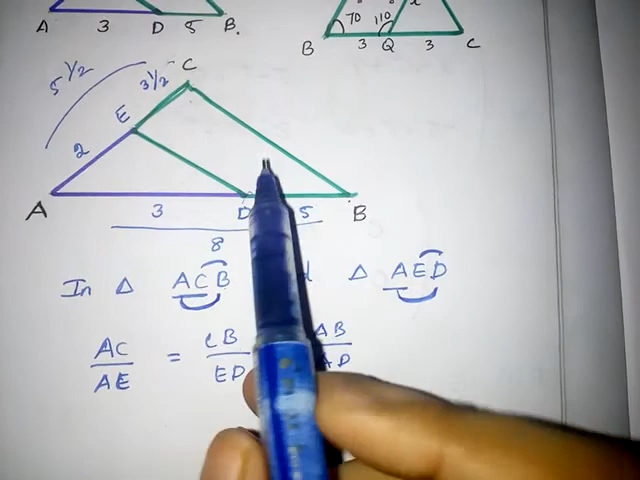 A 3 D 5 B.
70 110 x
B 3 Q 3 C
5 1/2
3 1/2 C
E
2
A 3 D 5 B
8
In Δ ACB Δ AED
AC/AE = CB/ED AB/AD